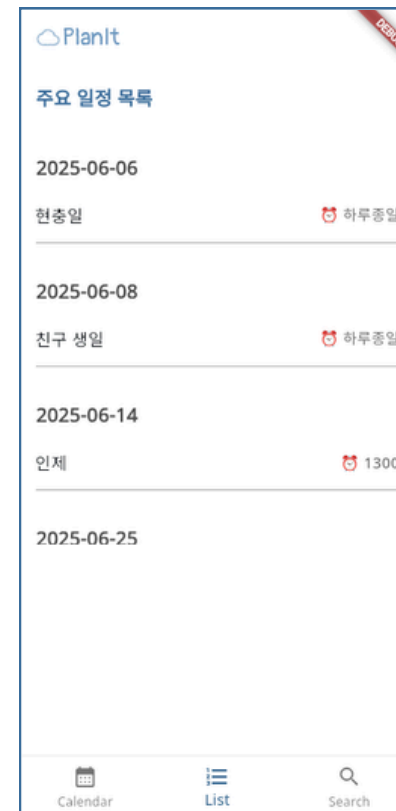 PlanIt
주요 일정 목록
2025-06-06
현충일 ⏰ 하루종일
2025-06-08
친구 생일 ⏰ 하루종일
2025-06-14
인제 ⏰ 1300
2025-06-25
Calendar List Search